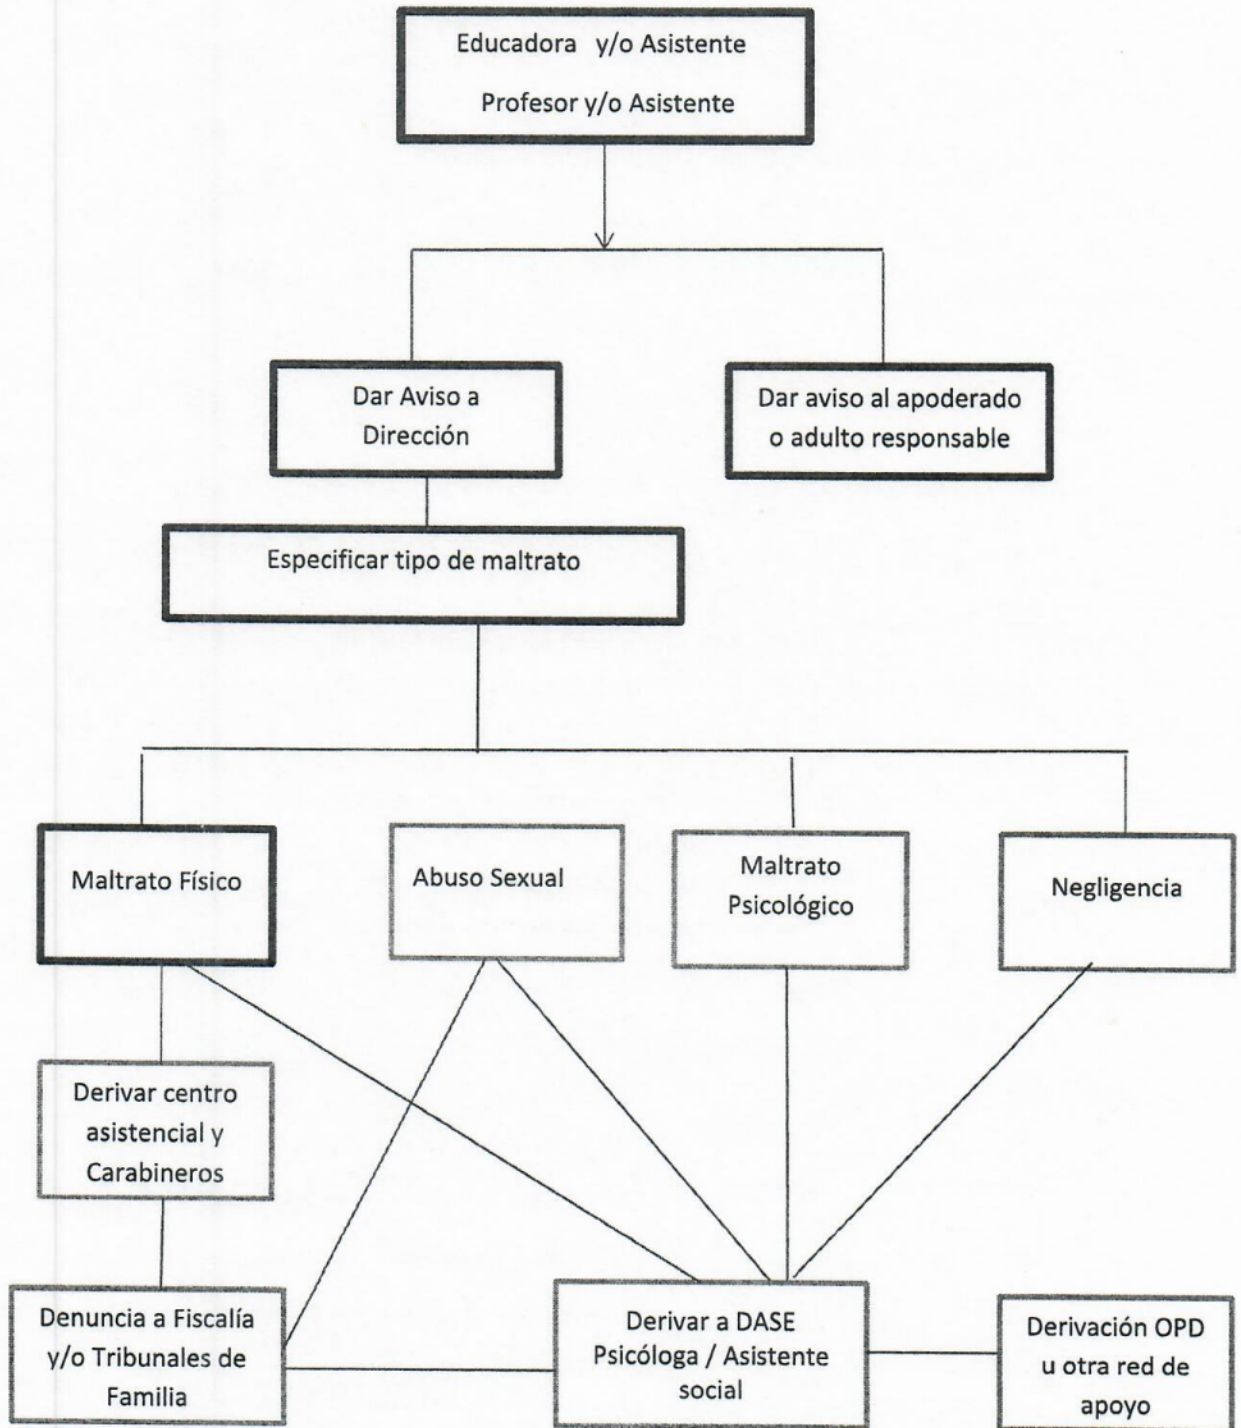 Educadora y/o Asistente
Profesor y/o Asistente
Dar Aviso a
Dirección
Dar aviso al apoderado
o adulto responsable
Especificar tipo de maltrato
Maltrato Físico
Abuso Sexual
Maltrato
Psicológico
Negligencia
Derivar centro
asistencial y
Carabineros
Denuncia a Fiscalía
y/o Tribunales de
Familia
Derivar a DASE
Psicóloga / Asistente
social
Derivación OPD
u otra red de
apoyo